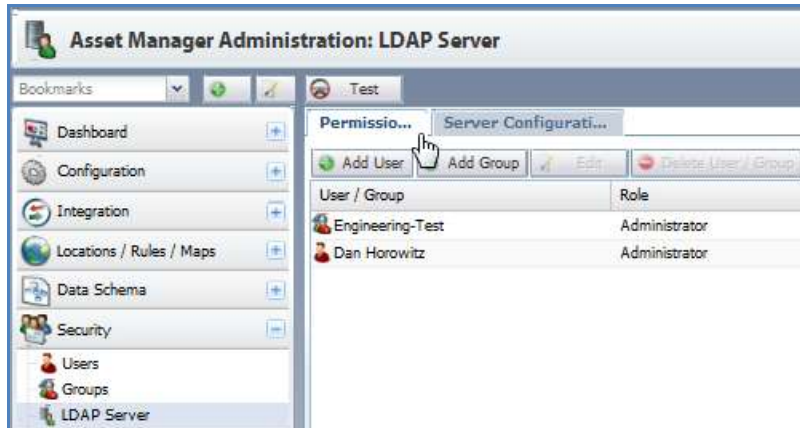 Asset Manager Administration: LDAP Server
Bookmarks
Test
Dashboard
Configuration
Integration
Locations / Rules / Maps
Data Schema
Security
Users
Groups
LDAP Server
Permissio... Server Configurati...
Add User Add Group Edit Delete User / Group
User / Group Role
Engineering-Test Administrator
Dan Horowitz Administrator